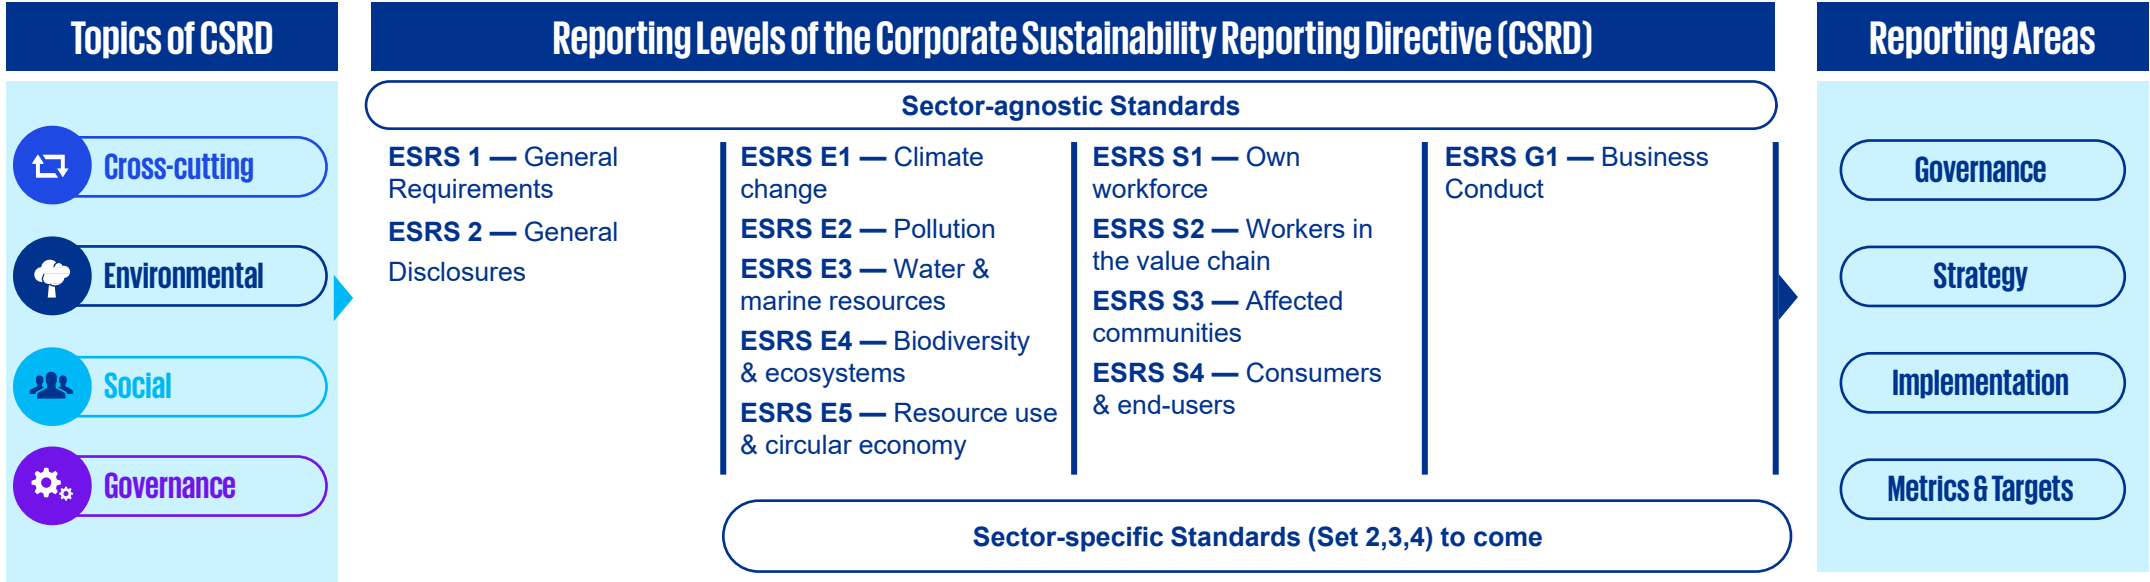 Topics of CSRD
Cross-cutting
Environmental
Social
Governance
Reporting Levels of the Corporate Sustainability Reporting Directive (CSRD)
Sector-agnostic Standards
ESRS 1 — General
Requirements
ESRS 2 — General
Disclosures
ESRS E1 — Climate
change
ESRS E2 — Pollution
ESRS E3 — Water &
marine resources
ESRS E4 — Biodiversity
& ecosystems
ESRS E5 — Resource use
& circular economy
ESRS S1 — Own
workforce
ESRS S2 — Workers in
the value chain
ESRS S3 — Affected
communities
ESRS S4 — Consumers
& end-users
ESRS G1 — Business
Conduct
Sector-specific Standards (Set 2,3,4) to come
Reporting Areas
Governance
Strategy
Implementation
Metrics & Targets